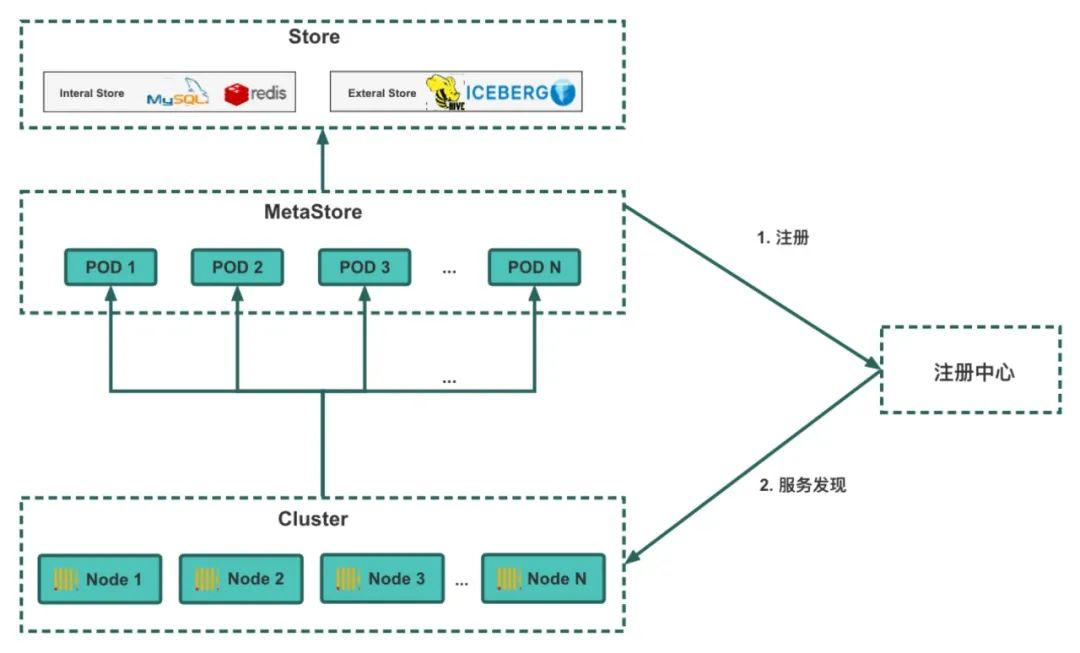 Store
Interal Store MySQL redis
Exteral Store HIVE ICEBERG
MetaStore
POD 1 POD 2 POD 3 ... POD N
1. 注册
注册中心
...
2. 服务发现
Cluster
Node 1 Node 2 Node 3 ... Node N